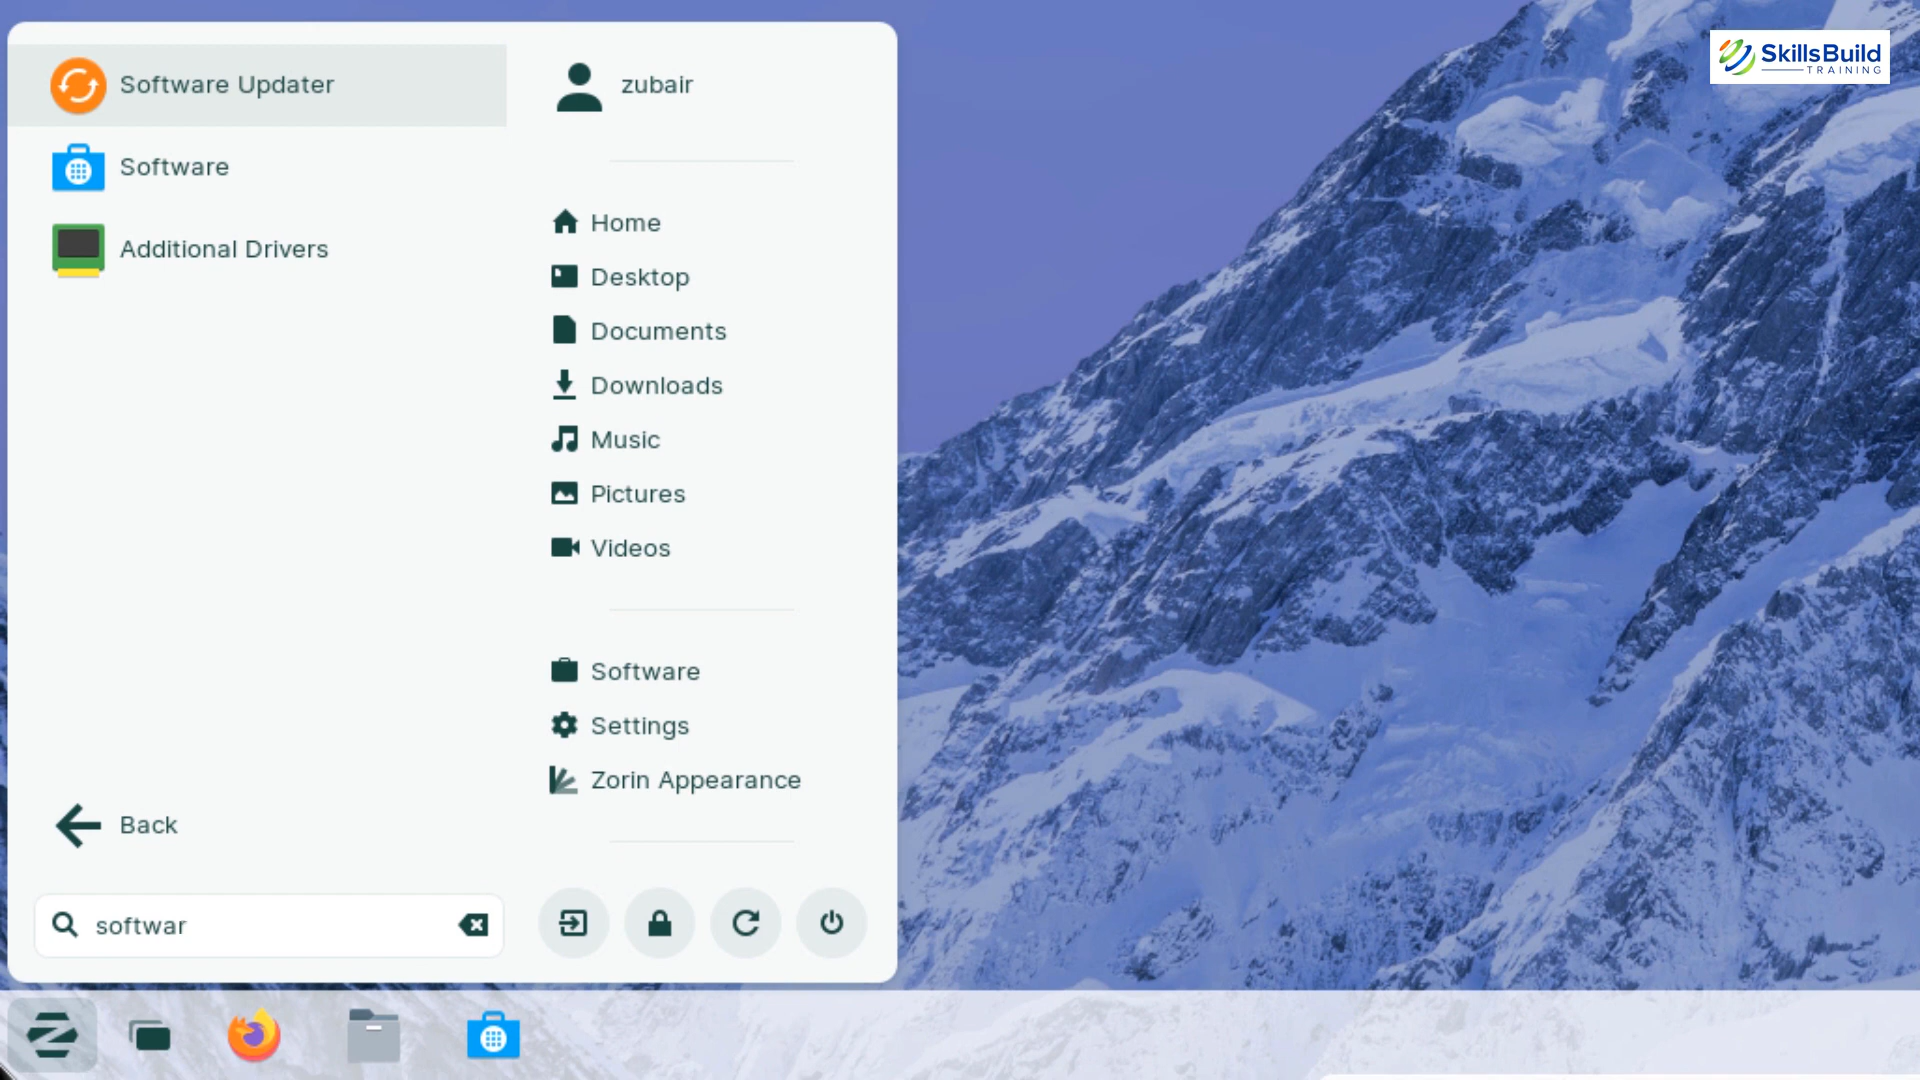 Software Updater
Software
Additional Drivers
Back
softwar
zubair
Home
Desktop
Documents
Downloads
Music
Pictures
Videos
Software
Settings
Zorin Appearance
SkillsBuild
TRAINING